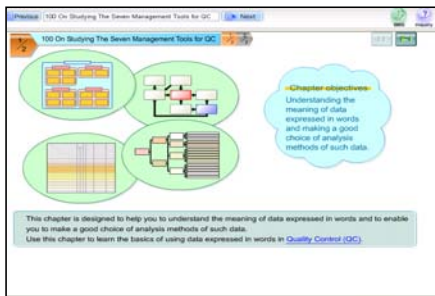 Previous 100 On Studying The Seven Management Tools for QC Next
Inquiry
1/2 100 On Studying The Seven Management Tools for QC
Chapter objectives
Understanding the
meaning of data
expressed in words
and making a good
choice of analysis
methods of such data.
This chapter is designed to help you to understand the meaning of data expressed in words and to enable
you to make a good choice of analysis methods of such data.
Use this chapter to learn the basics of using data expressed in words in Quality Control (QC).